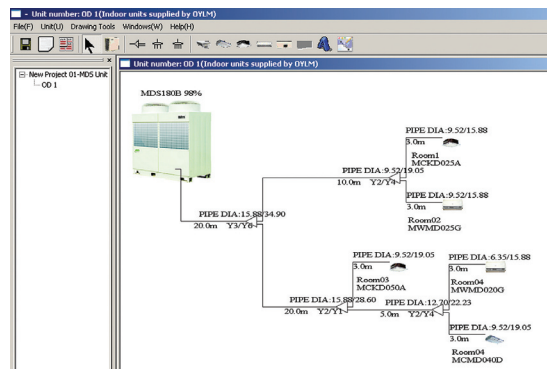 - Unit number: OD 1(Indoor units supplied by OYLM)
File(F) Unit(U) Drawing Tools Windows(W) Help(H)
New Project 01-MDS Unit
OD 1
Unit number: OD 1(Indoor units supplied by OYLM)
MDS180B 98%
PIPE DIA:9.52/15.88
3.0m
Room1
MCKD025A
PIPE DIA:9.52/19.05
10.0m Y2/Y4
PIPE DIA:9.52/15.88
3.0m
Room02
MWMD025G
PIPE DIA:15.88/34.90
20.0m Y3/Y6
PIPE DIA:9.52/19.05
3.0m
Room03
MCKD050A
PIPE DIA:6.35/15.88
3.0m
Room04
MWMD020G
PIPE DIA:15.88/28.60
20.0m Y2/Y1
PIPE DIA:12.70/22.23
5.0m Y2/Y4
PIPE DIA:9.52/19.05
3.0m
Room04
MCMD040D